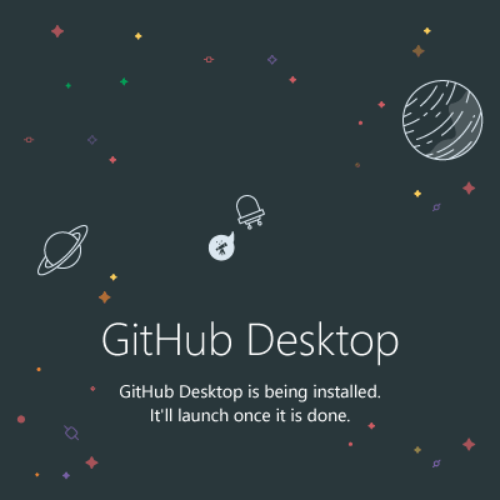 GitHub Desktop
GitHub Desktop is being installed.
It'll launch once it is done.